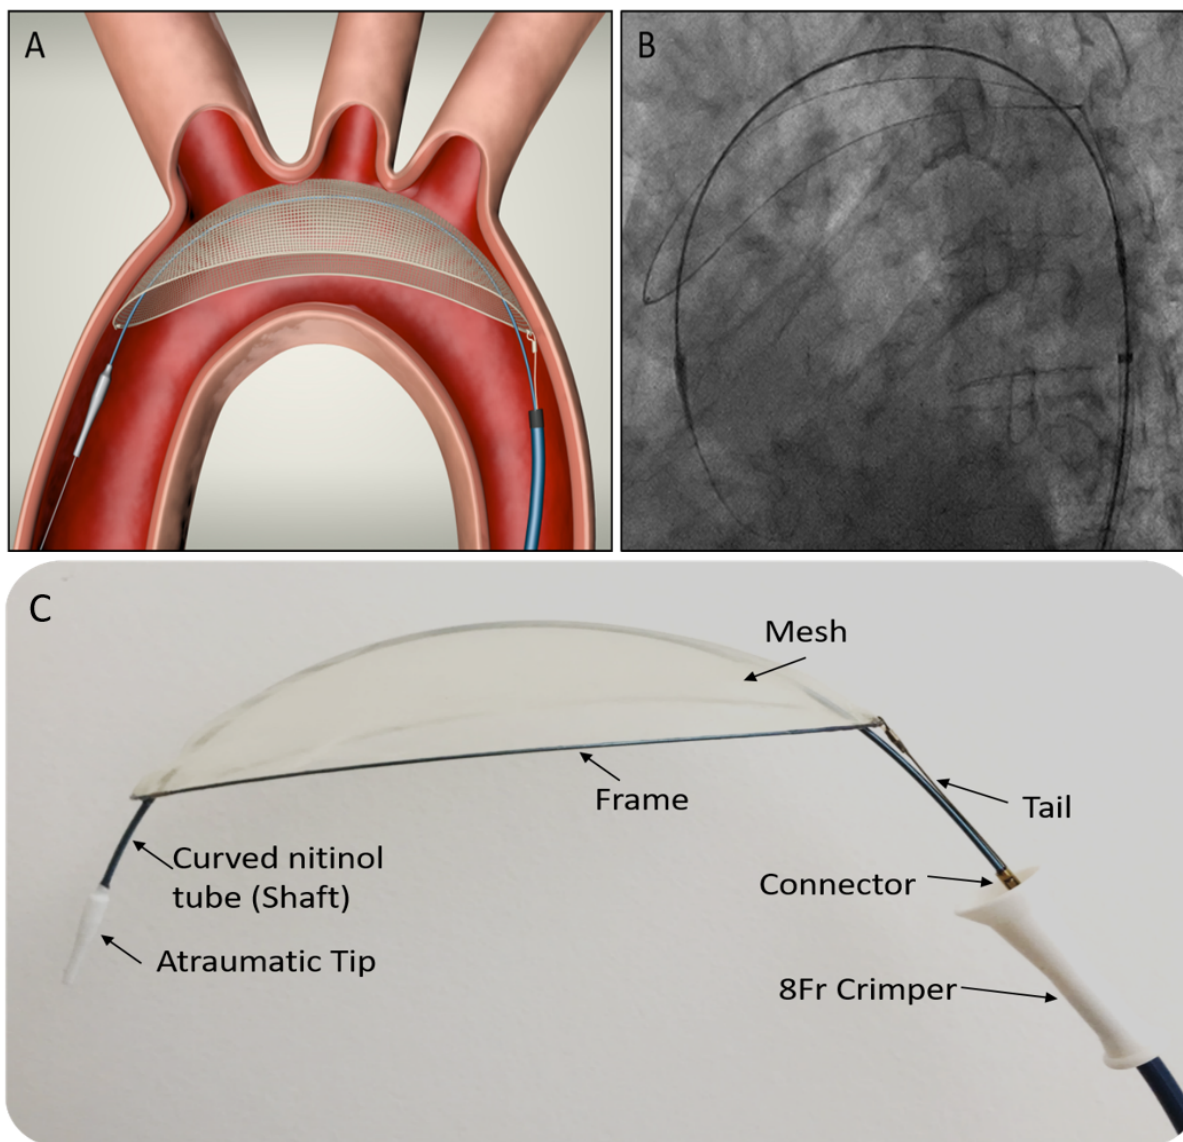 A
B
C
Mesh
Frame
Tail
Curved nitinol
tube (Shaft)
Connector
Atraumatic Tip
8Fr Crimper